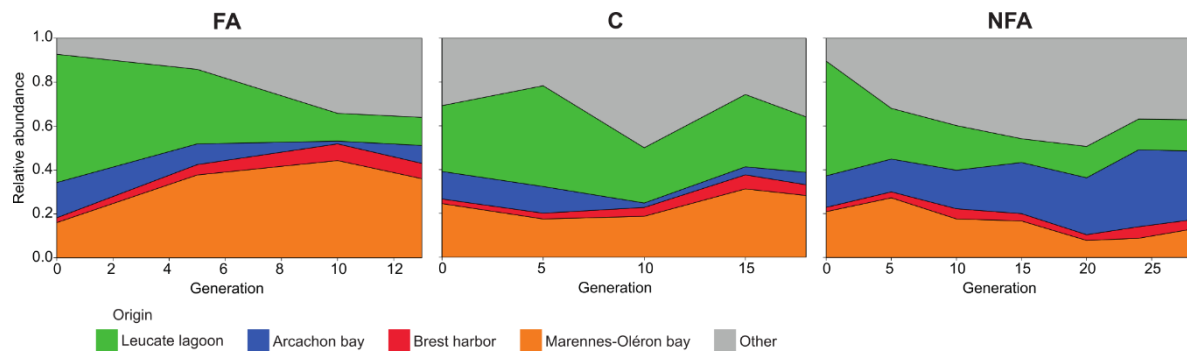 FA
C
NFA
Relative abundance
1.0
0.8
0.6
0.4
0.2
0.0
0 2 4 6 8 10 12
0 5 10 15
0 5 10 15 20 25
Generation Generation Generation
Origin
Leucate lagoon Arcachon bay Brest harbor Marennes-Oléron bay Other